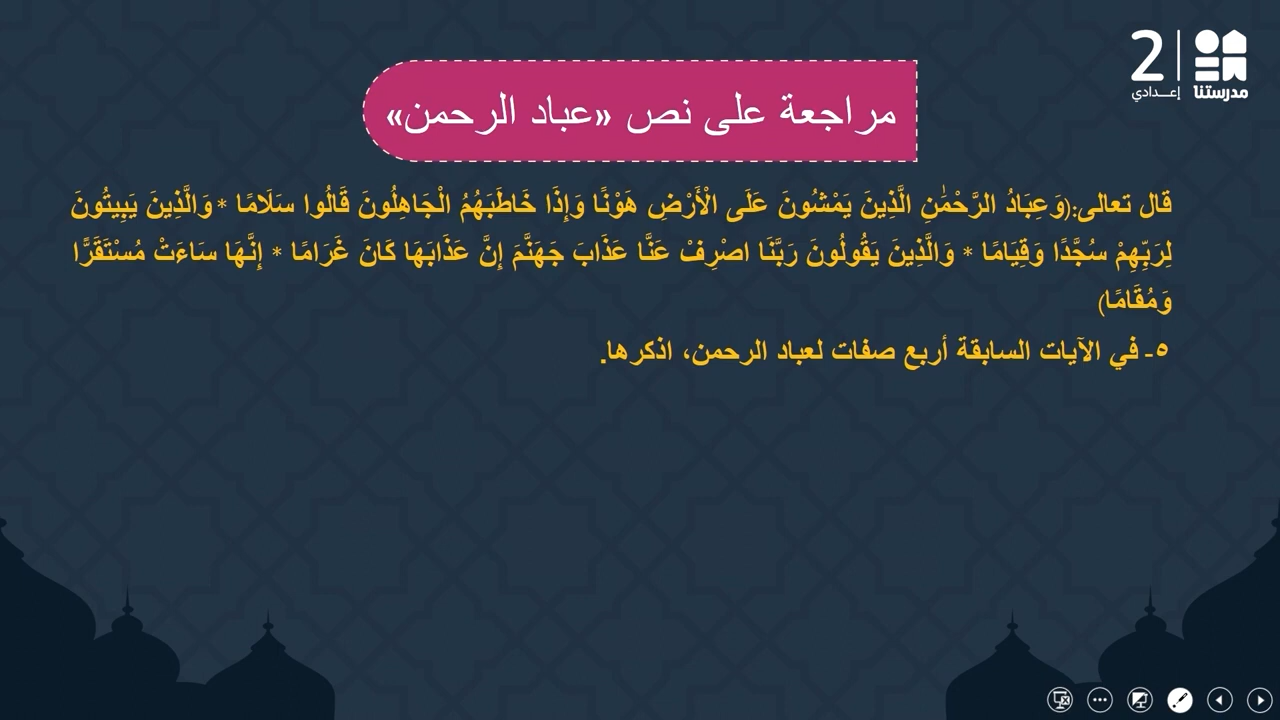 2
إعـدادي
مدرستنا
مراجعة على نص «عباد الرحمن»
قال تعالى:(وَعِبَادُ الرَّحْمَٰنِ الَّذِينَ يَمْشُونَ عَلَى الْأَرْضِ هَوْنًا وَإِذَا خَاطَبَهُمُ الْجَاهِلُونَ قَالُوا سَلَامًا * وَالَّذِينَ يَبِيتُونَ
لِرَبِّهِمْ سُجَّدًا وَقِيَامًا * وَالَّذِينَ يَقُولُونَ رَبَّنَا اصْرِفْ عَنَّا عَذَابَ جَهَنَّمَ إِنَّ عَذَابَهَا كَانَ غَرَامًا * إِنَّهَا سَاءَتْ مُسْتَقَرًّا
وَمُقَامًا)
٥- في الآيات السابقة أربع صفات لعباد الرحمن، اذكرها.